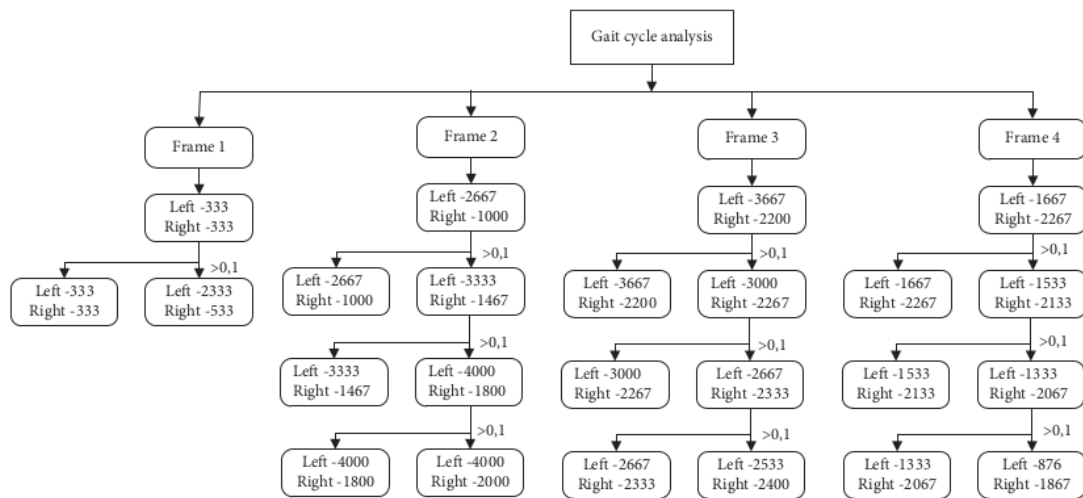 Gait cycle analysis
Frame 1
Frame 2
Frame 3
Frame 4
Left -333
Right -333
>0,1
Left -333
Right -333
Left -2333
Right -533
Left -2667
Right -1000
>0,1
Left -2667
Right -1000
Left -3333
Right -1467
>0,1
Left -3333
Right -1467
Left -4000
Right -1800
>0,1
Left -4000
Right -1800
Left -4000
Right -2000
Left -3667
Right -2200
>0,1
Left -3667
Right -2200
Left -3000
Right -2267
>0,1
Left -3000
Right -2267
Left -2667
Right -2333
>0,1
Left -2667
Right -2333
Left -2533
Right -2400
Left -1667
Right -2267
>0,1
Left -1667
Right -2267
Left -1533
Right -2133
>0,1
Left -1533
Right -2133
Left -1333
Right -2067
>0,1
Left -1333
Right -2067
Left -876
Right -1867